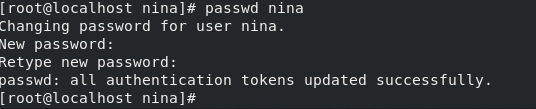 [root@localhost nina]# passwd nina
Changing password for user nina.
New password:
Retype new password:
passwd: all authentication tokens updated successfully.
[root@localhost nina]#